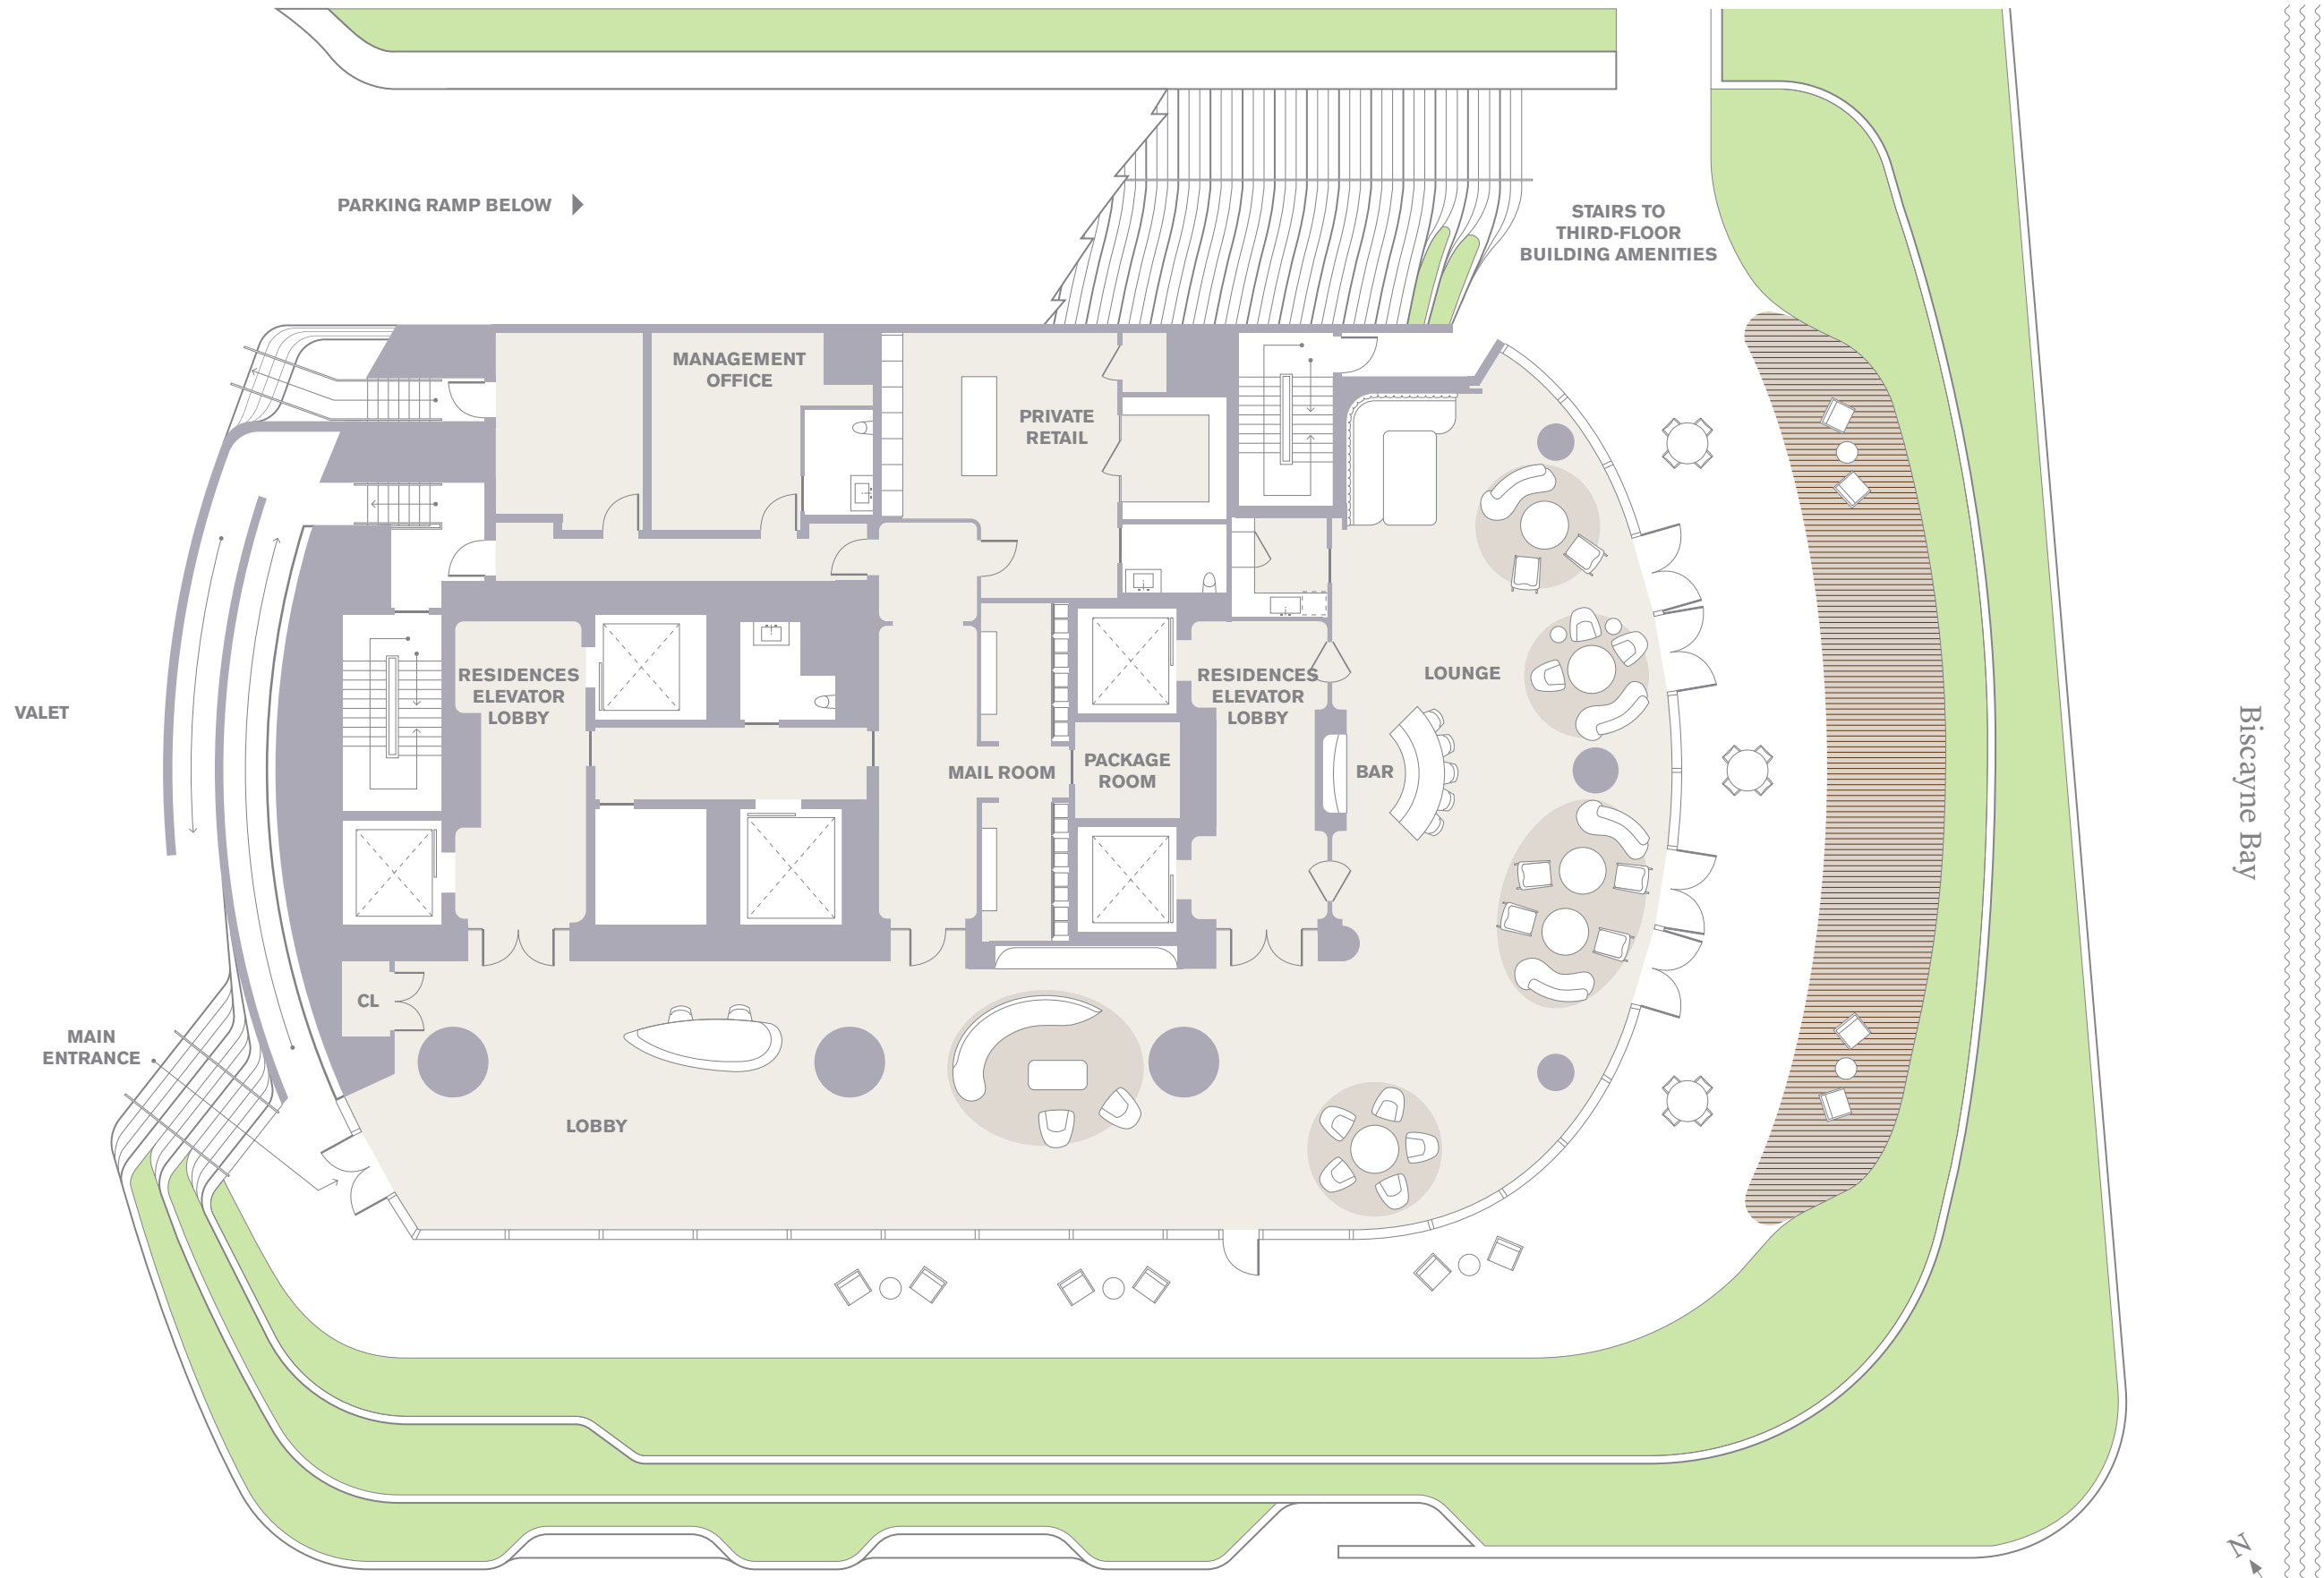 PARKING RAMP BELOW
STAIRS TO
THIRD-FLOOR
BUILDING AMENITIES
MANAGEMENT
OFFICE
PRIVATE
RETAIL
RESIDENCES
ELEVATOR
LOBBY
RESIDENCES
ELEVATOR
LOBBY
LOUNGE
VALET
MAIL ROOM
PACKAGE
ROOM
BAR
Biscayne Bay
CL
MAIN
ENTRANCE
LOBBY
N